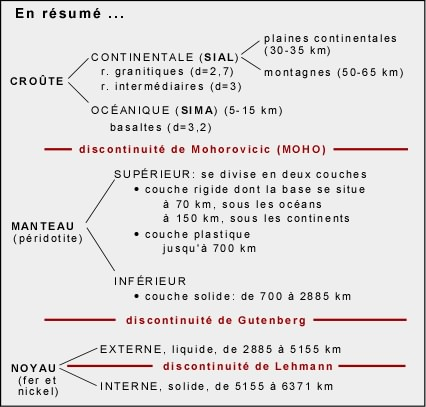 En résumé ...
plaines continentales
(30-35 km)
CONTINENTALE (SIAL)
r. granitiques (d=2,7)
montagnes (50-65 km)
CROÛTE
r. intermédiaires (d=3)
OCÉANIQUE (SIMA) (5-15 km)
basaltes (d=3,2)
discontinuité de Mohorovicic (MOHO)
SUPÉRIEUR: se divise en deux couches
• couche rigide dont la base se situe
à 70 km, sous les océans
à 150 km, sous les continents
MANTEAU
(péridotite)
• couche plastique
jusqu'à 700 km
INFÉRIEUR
• couche solide: de 700 à 2885 km
discontinuité de Gutenberg
EXTERNE, liquide, de 2885 à 5155 km
NOYAU
(fer et
nickel)
discontinuité de Lehmann
INTERNE, solide, de 5155 à 6371 km